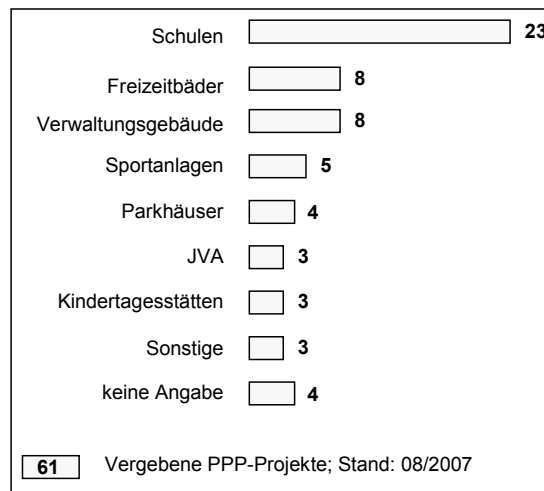 Schulen 23
Freizeitbäder 8
Verwaltungsgebäude 8
Sportanlagen 5
Parkhäuser 4
JVA 3
Kindertagesstätten 3
Sonstige 3
keine Angabe 4
61 Vergebene PPP-Projekte; Stand: 08/2007